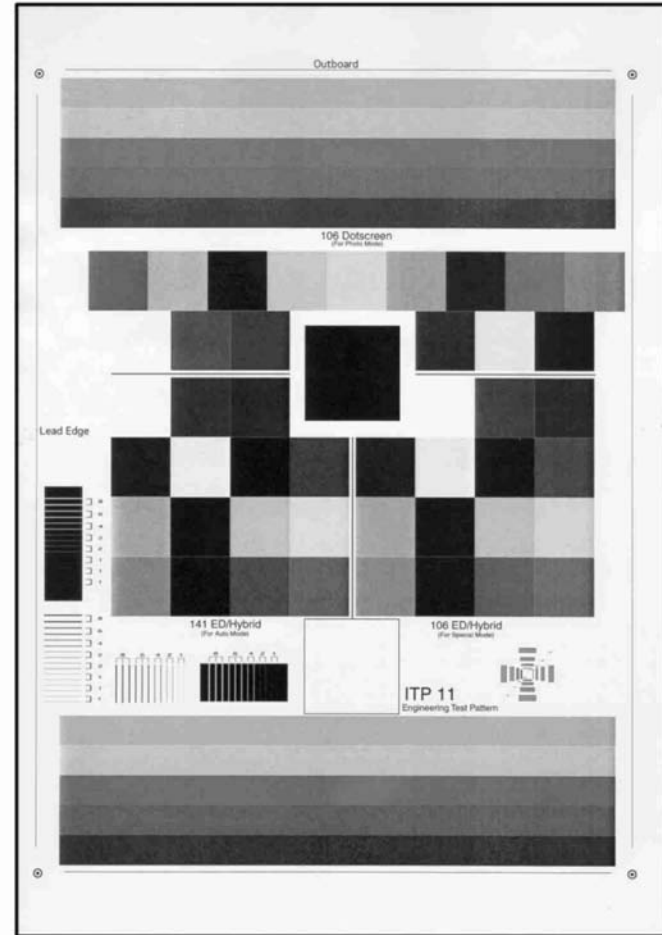 Outboard
106 Dotscreen
(For Photo Mode)
Lead Edge
141 ED/Hybrid
(For Auto Mode)
106 ED/Hybrid
(For Special Mode)
ITP 11
Engineering Test Pattern